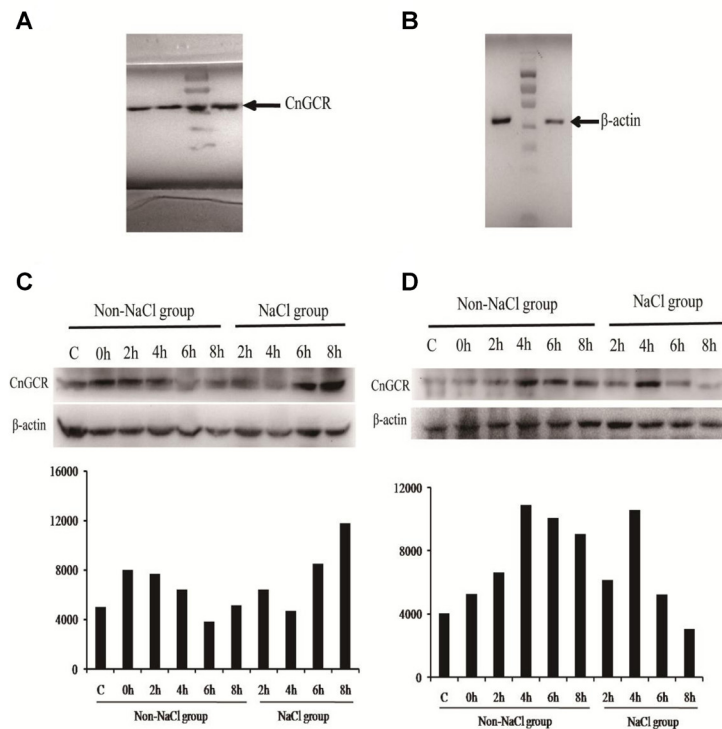 A
CnGCR
B
β-actin
C
Non-NaCl group NaCl group
C 0h 2h 4h 6h 8h 2h 4h 6h 8h
CnGCR
β-actin
16000
12000
8000
4000
0
C 0h 2h 4h 6h 8h 2h 4h 6h 8h
Non-NaCl group NaCl group
D
Non-NaCl group NaCl group
C 0h 2h 4h 6h 8h 2h 4h 6h 8h
CnGCR
β-actin
12000
8000
4000
0
C 0h 2h 4h 6h 8h 2h 4h 6h 8h
Non-NaCl group NaCl group